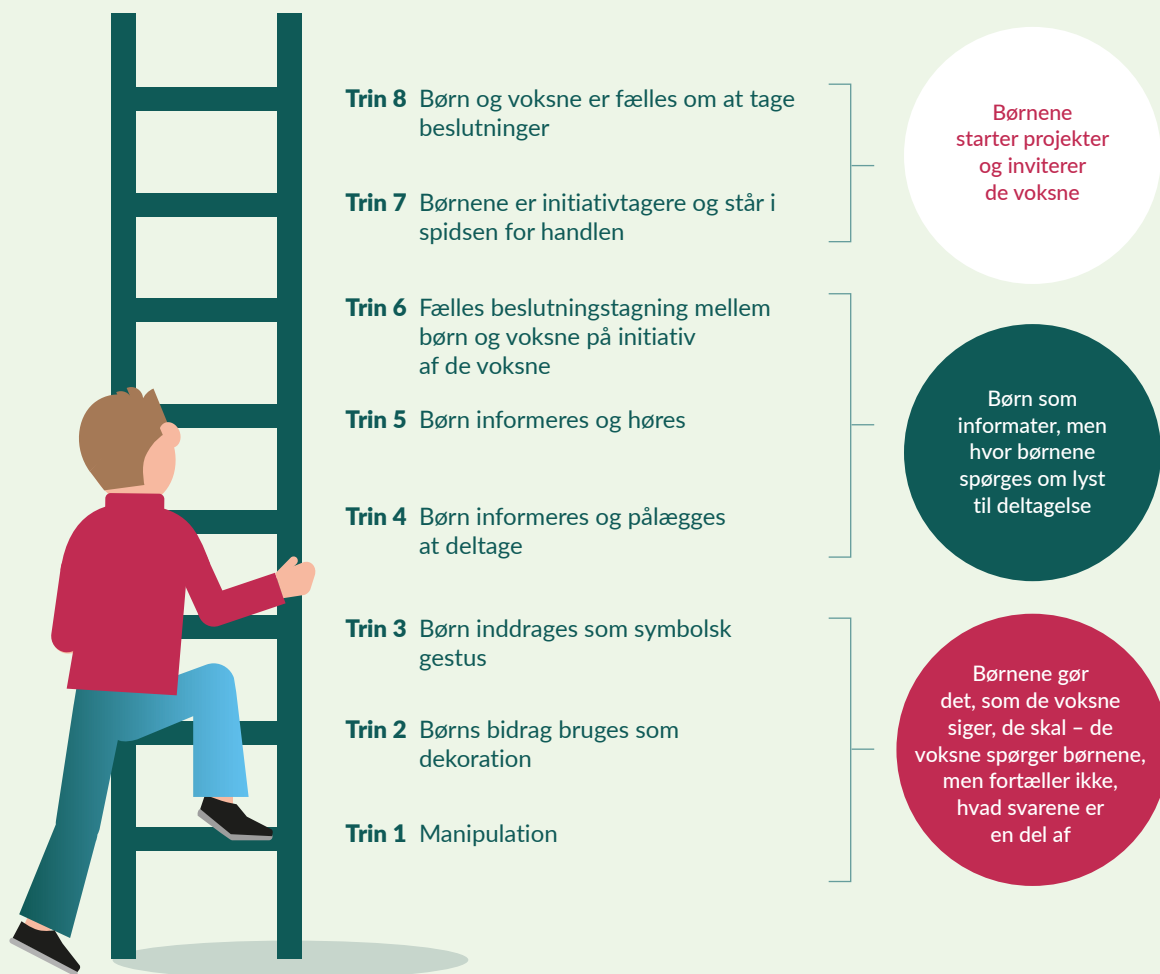 Trin 8 Børn og voksne er fælles om at tage
beslutninger
Trin 7 Børnene er initiativtagere og står i
spidsen for handlen
Trin 6 Fælles beslutningstagning mellem
børn og voksne på initiativ
af de voksne
Trin 5 Børn informeres og høres
Trin 4 Børn informeres og pålægges
at deltage
Trin 3 Børn inddrages som symbolsk
gestus
Trin 2 Børns bidrag bruges som
dekoration
Trin 1 Manipulation
Børnene
starter projekter
og inviterer
de voksne
Børn som
informater, men
hvor børnene
spørges om lyst
til deltagelse
Børnene gør
det, som de voksne
siger, de skal – de
voksne spørger børnene,
men fortæller ikke,
hvad svarene er
en del af